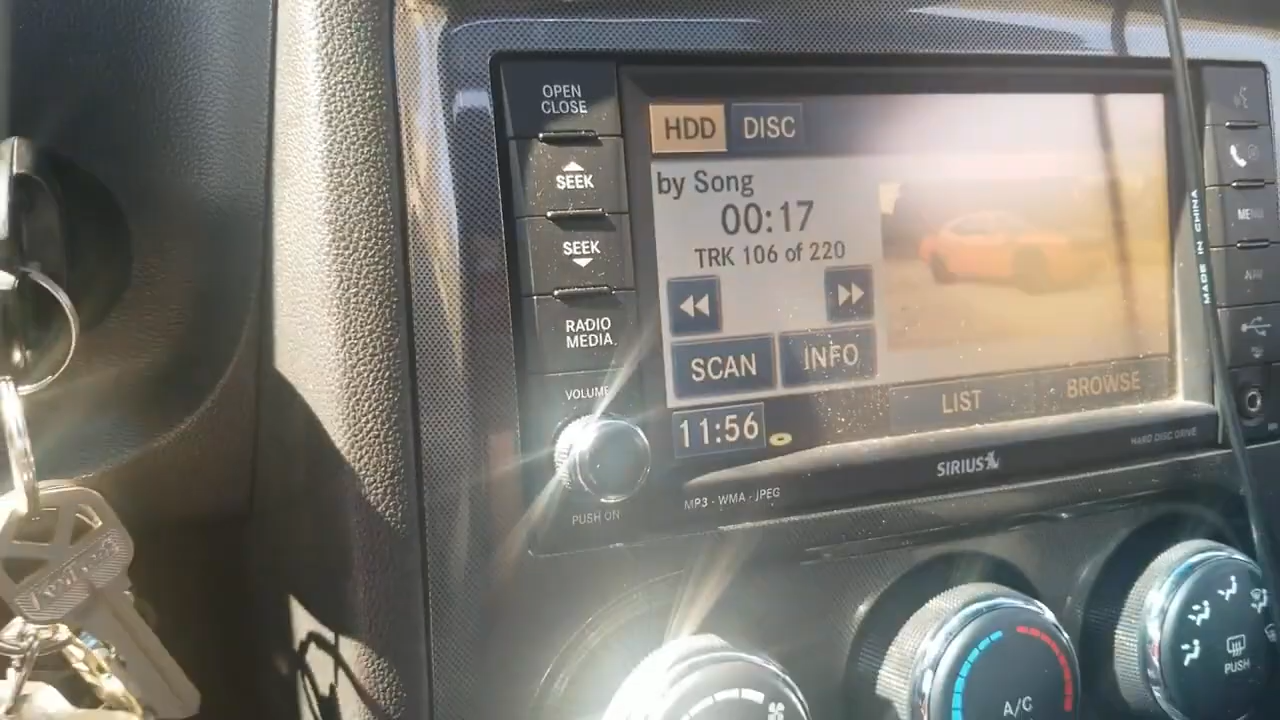 OPEN
CLOSE
SEEK
SEEK
RADIO
MEDIA
VOLUME
PUSH ON
HDD
DISC
by Song
00:17
TRK 106 of 220
SCAN
INFO
LIST
BROWSE
11:56
SIRIUS
HARD DISC DRIVE
MP3 - WMA - JPEG
MENU
NAV
MADE IN CHINA
A/C
PUSH